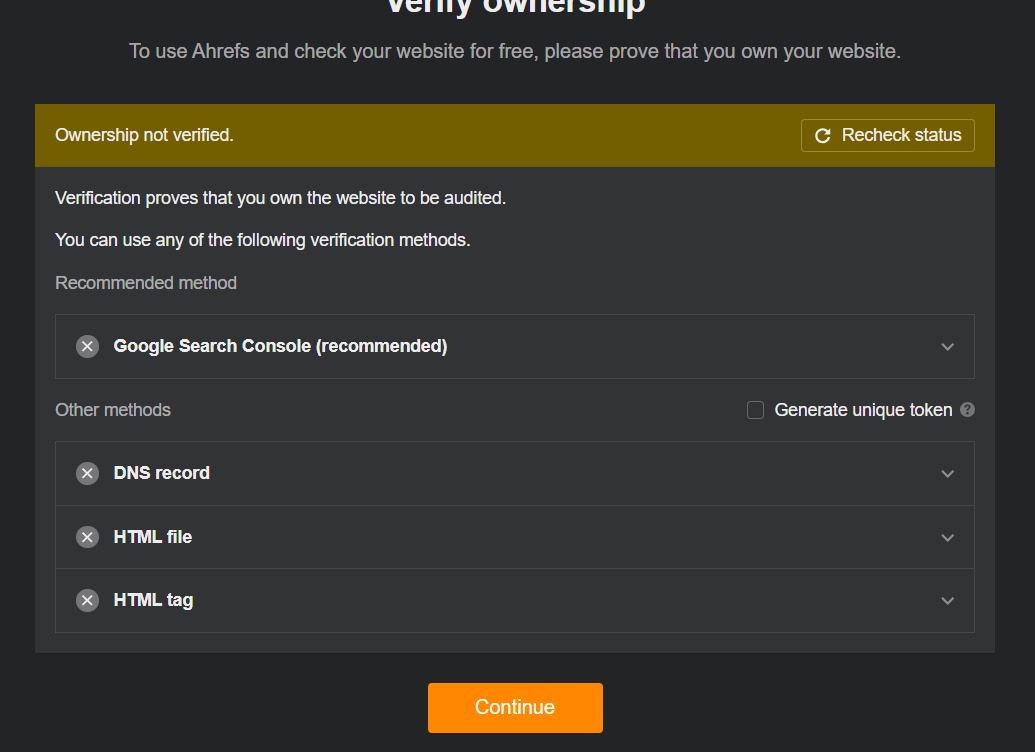 Verify ownership
To use Ahrefs and check your website for free, please prove that you own your website.
Ownership not verified.
Recheck status
Verification proves that you own the website to be audited.
You can use any of the following verification methods.
Recommended method
Google Search Console (recommended)
Other methods
Generate unique token ?
DNS record
HTML file
HTML tag
Continue